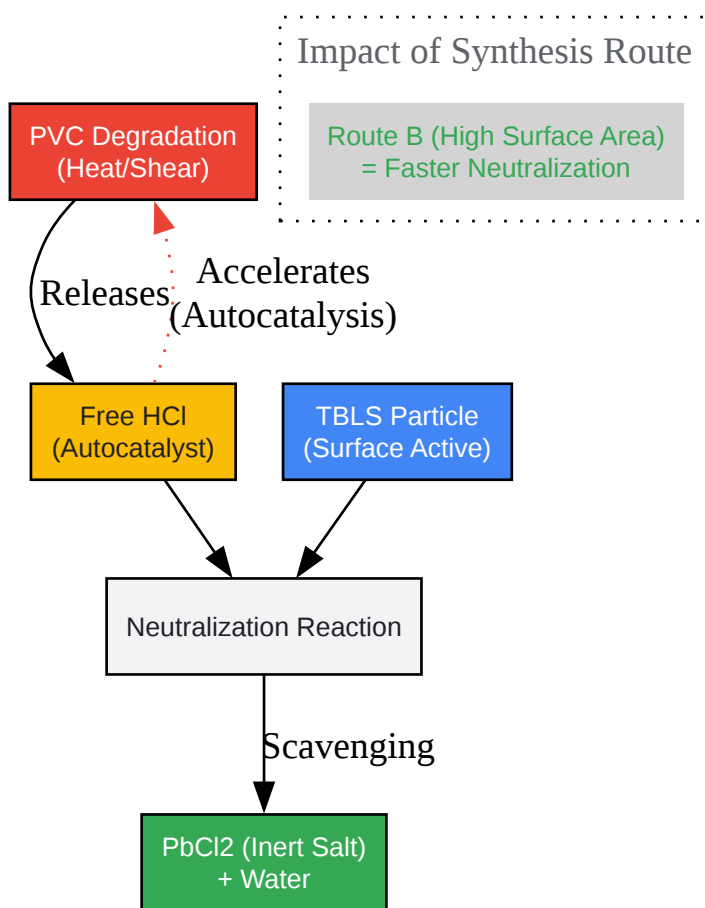 Impact of Synthesis Route
PVC Degradation
(Heat/Shear)
Route B (High Surface Area)
= Faster Neutralization
Releases
Accelerates
(Autocatalysis)
Free HCl
(Autocatalyst)
TBLS Particle
(Surface Active)
Neutralization Reaction
Scavenging
PbCl2 (Inert Salt)
+ Water